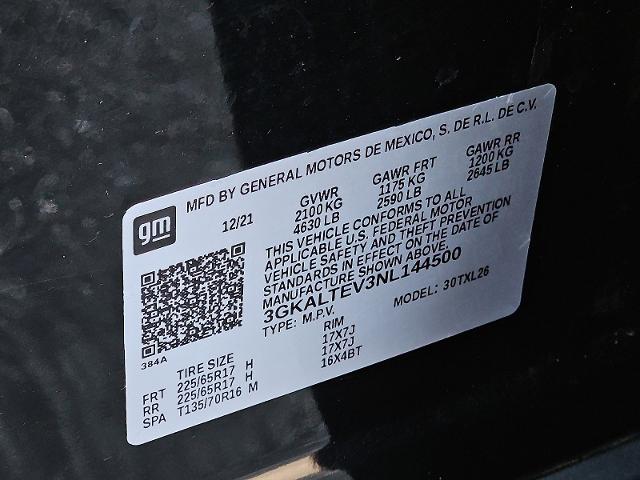 MFD BY GENERAL MOTORS DE MEXICO, S. DE R.L. DE C.V.
gm
12/21
GVWR GAWR FRT GAWR RR
2100 KG 1175 KG 1200 KG
4630 LB 2590 LB 2645 LB
THIS VEHICLE CONFORMS TO ALL
APPLICABLE U.S. FEDERAL MOTOR
VEHICLE SAFETY AND THEFT PREVENTION
STANDARDS IN EFFECT ON THE DATE OF
MANUFACTURE SHOWN ABOVE.
3GKALTEV3NL144500
TYPE: M.P.V. MODEL: 30TXL26
384A
TIRE SIZE RIM
FRT 225/65R17 H 17X7J
RR 225/65R17 H 17X7J
SPA T135/70R16 M 16X4BT